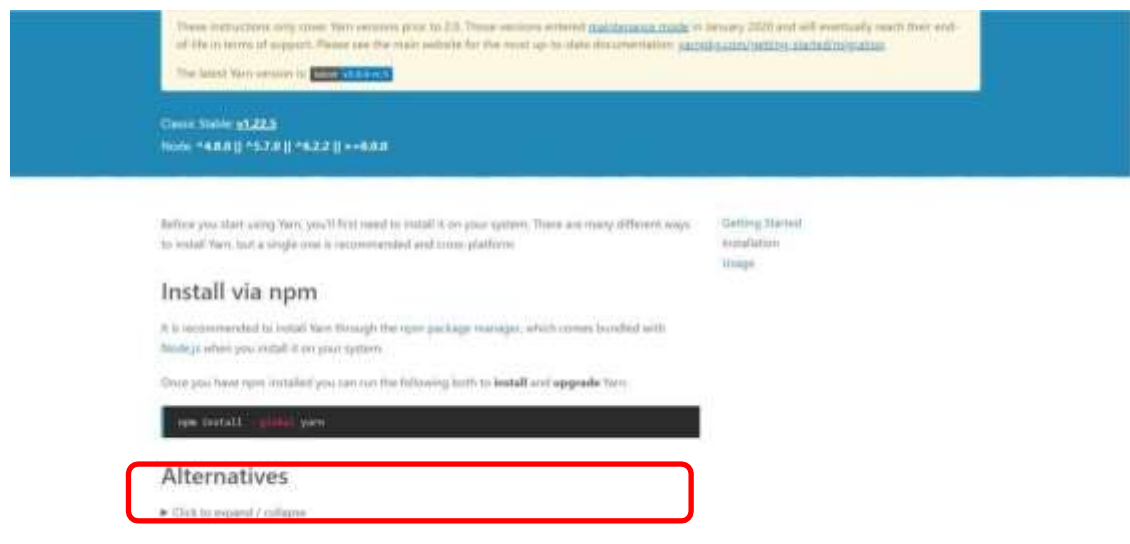 These instructions only cover Yarn versions prior to 2.0. Those versions entered maintenance mode in January 2020 and will eventually reach their end-
of-life in terms of support. Please see the main website for the most up-to-date documentation: yarnpkg.com/getting-started/migration
The latest Yarn version is:
Classic Stable: v1.22.5
Node: ^4.8.0 || ^5.7.0 || ^6.2.2 || >=8.0.0
Before you start using Yarn, you'll first need to install it on your system. There are many different ways
to install Yarn, but a single one is recommended and cross-platform:
Getting Started
Installation
Usage
Install via npm
It is recommended to install Yarn through the npm package manager, which comes bundled with
Node.js when you install it on your system.
Once you have npm installed you can run the following both to install and upgrade Yarn:
npm install --global yarn
Alternatives
▶ Click to expand / collapse